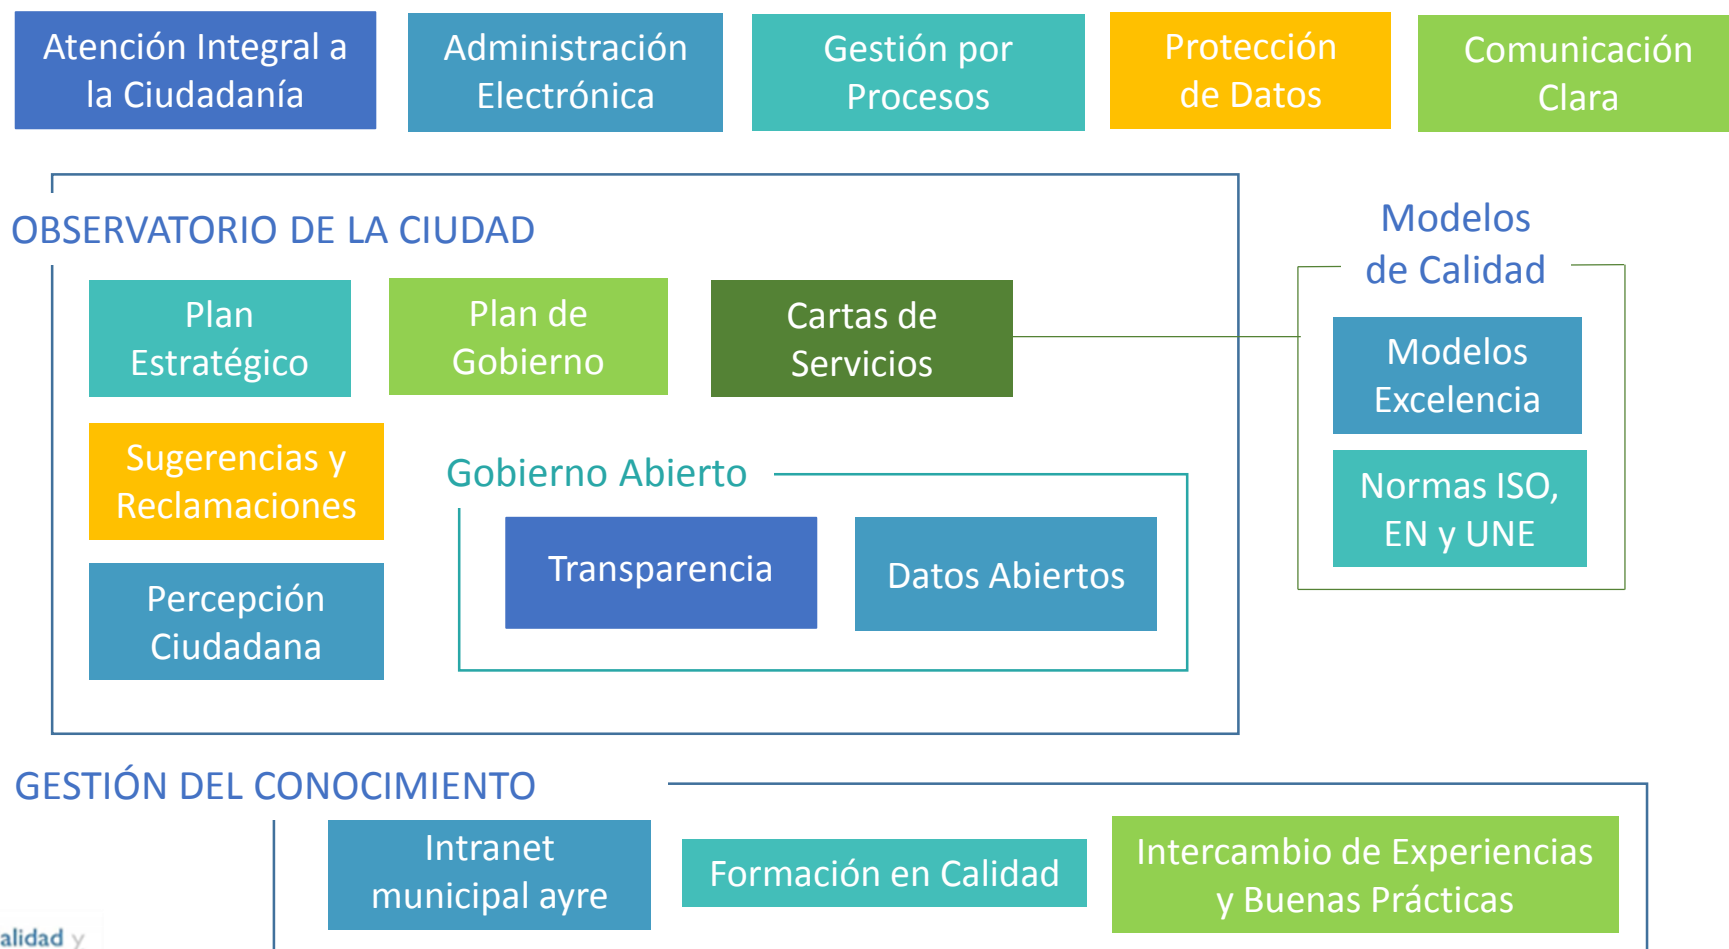 Atención Integral a
la Ciudadanía
Administración
Electrónica
Gestión por
Procesos
Protección
de Datos
Comunicación
Clara
OBSERVATORIO DE LA CIUDAD
Plan
Estratégico
Plan de
Gobierno
Cartas de
Servicios
Modelos
de Calidad
Modelos
Excelencia
Normas ISO,
EN y UNE
Sugerencias y
Reclamaciones
Percepción
Ciudadana
Gobierno Abierto
Transparencia
Datos Abiertos
GESTIÓN DEL CONOCIMIENTO
Intranet
municipal ayre
Formación en Calidad
Intercambio de Experiencias
y Buenas Prácticas
alidad y